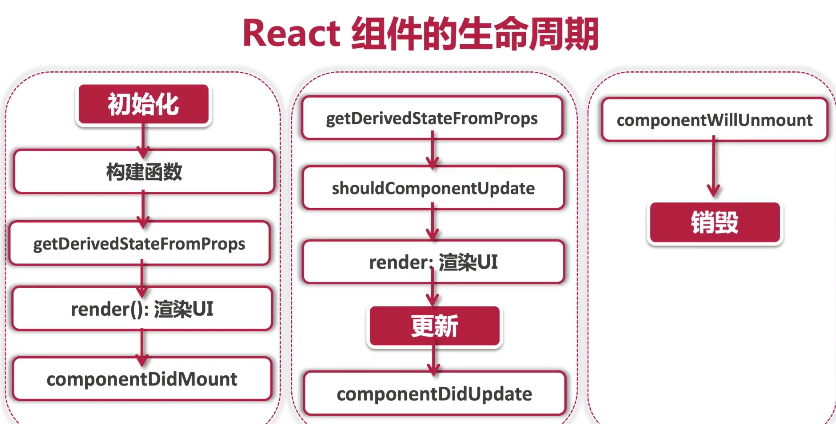 React 组件的生命周期
初始化
构建函数
getDerivedStateFromProps
render(): 渲染UI
componentDidMount
getDerivedStateFromProps
shouldComponentUpdate
render: 渲染UI
更新
componentDidUpdate
componentWillUnmount
销毁